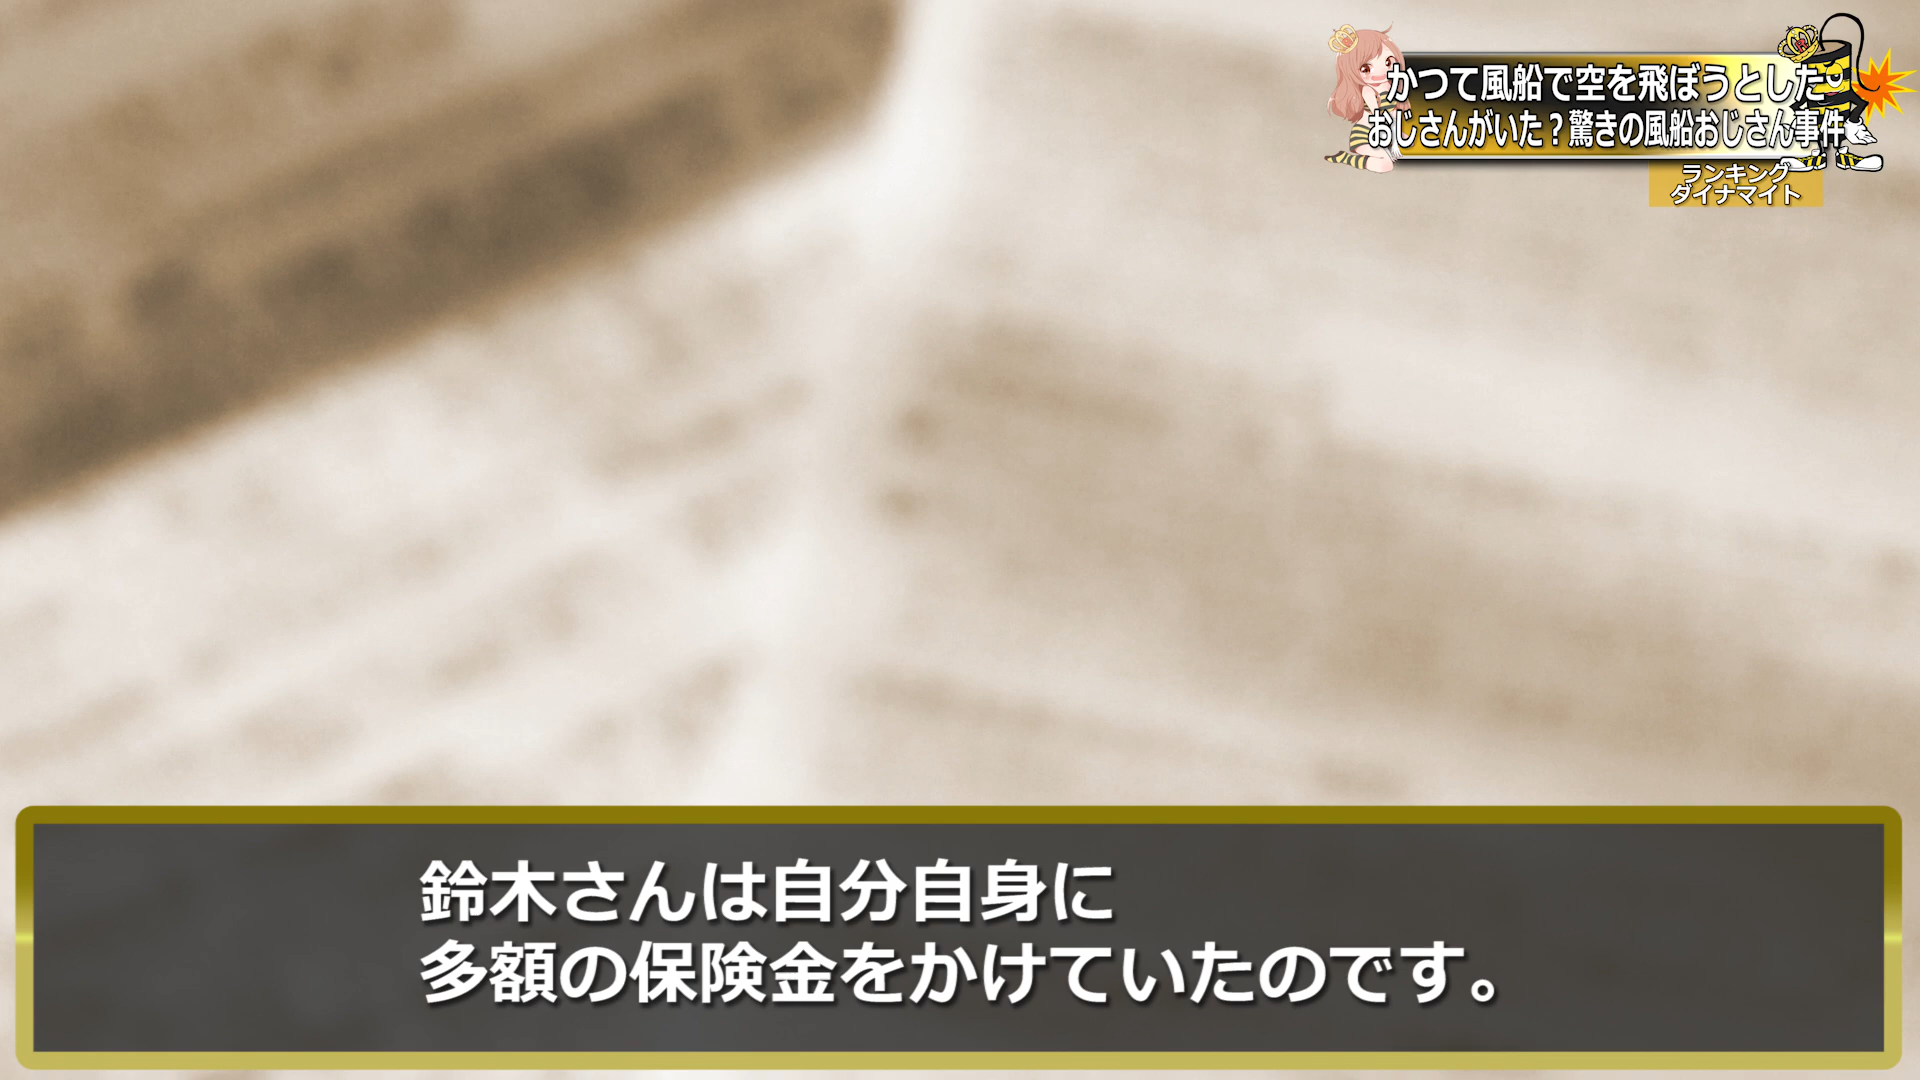 かつて風船で空を飛ぼうとした
おじさんがいた？驚きの風船おじさん事件
ランキング
ダイナマイト
鈴木さんは自分自身に
多額の保険金をかけていたのです。